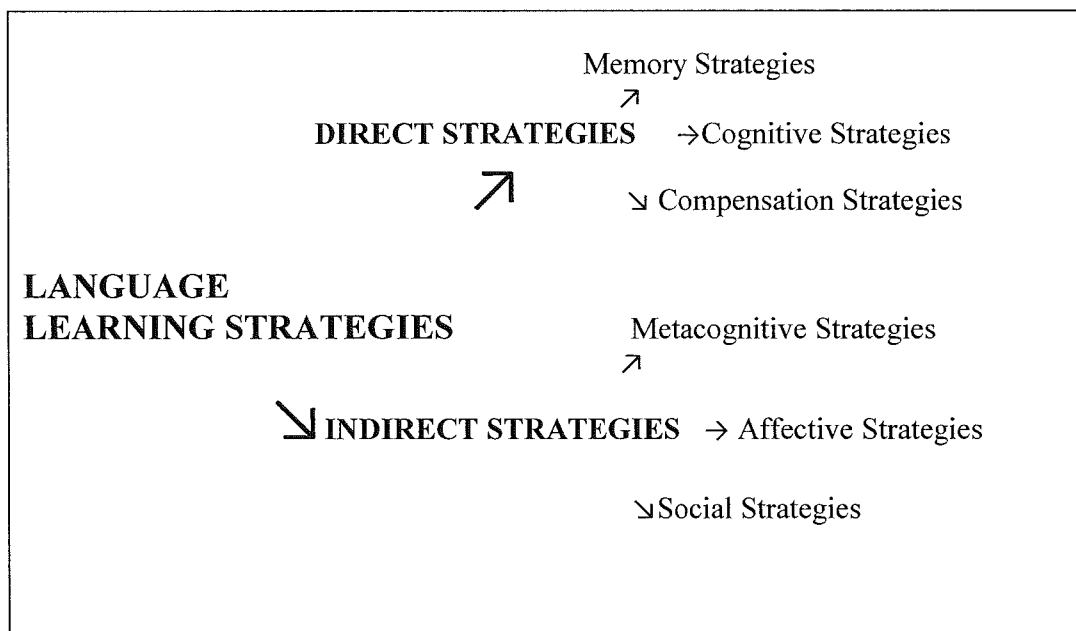 Memory Strategies
↗
DIRECT STRATEGIES →Cognitive Strategies
↗
↘ Compensation Strategies
LANGUAGE
LEARNING STRATEGIES
Metacognitive Strategies
↗
↘ INDIRECT STRATEGIES → Affective Strategies
↘Social Strategies